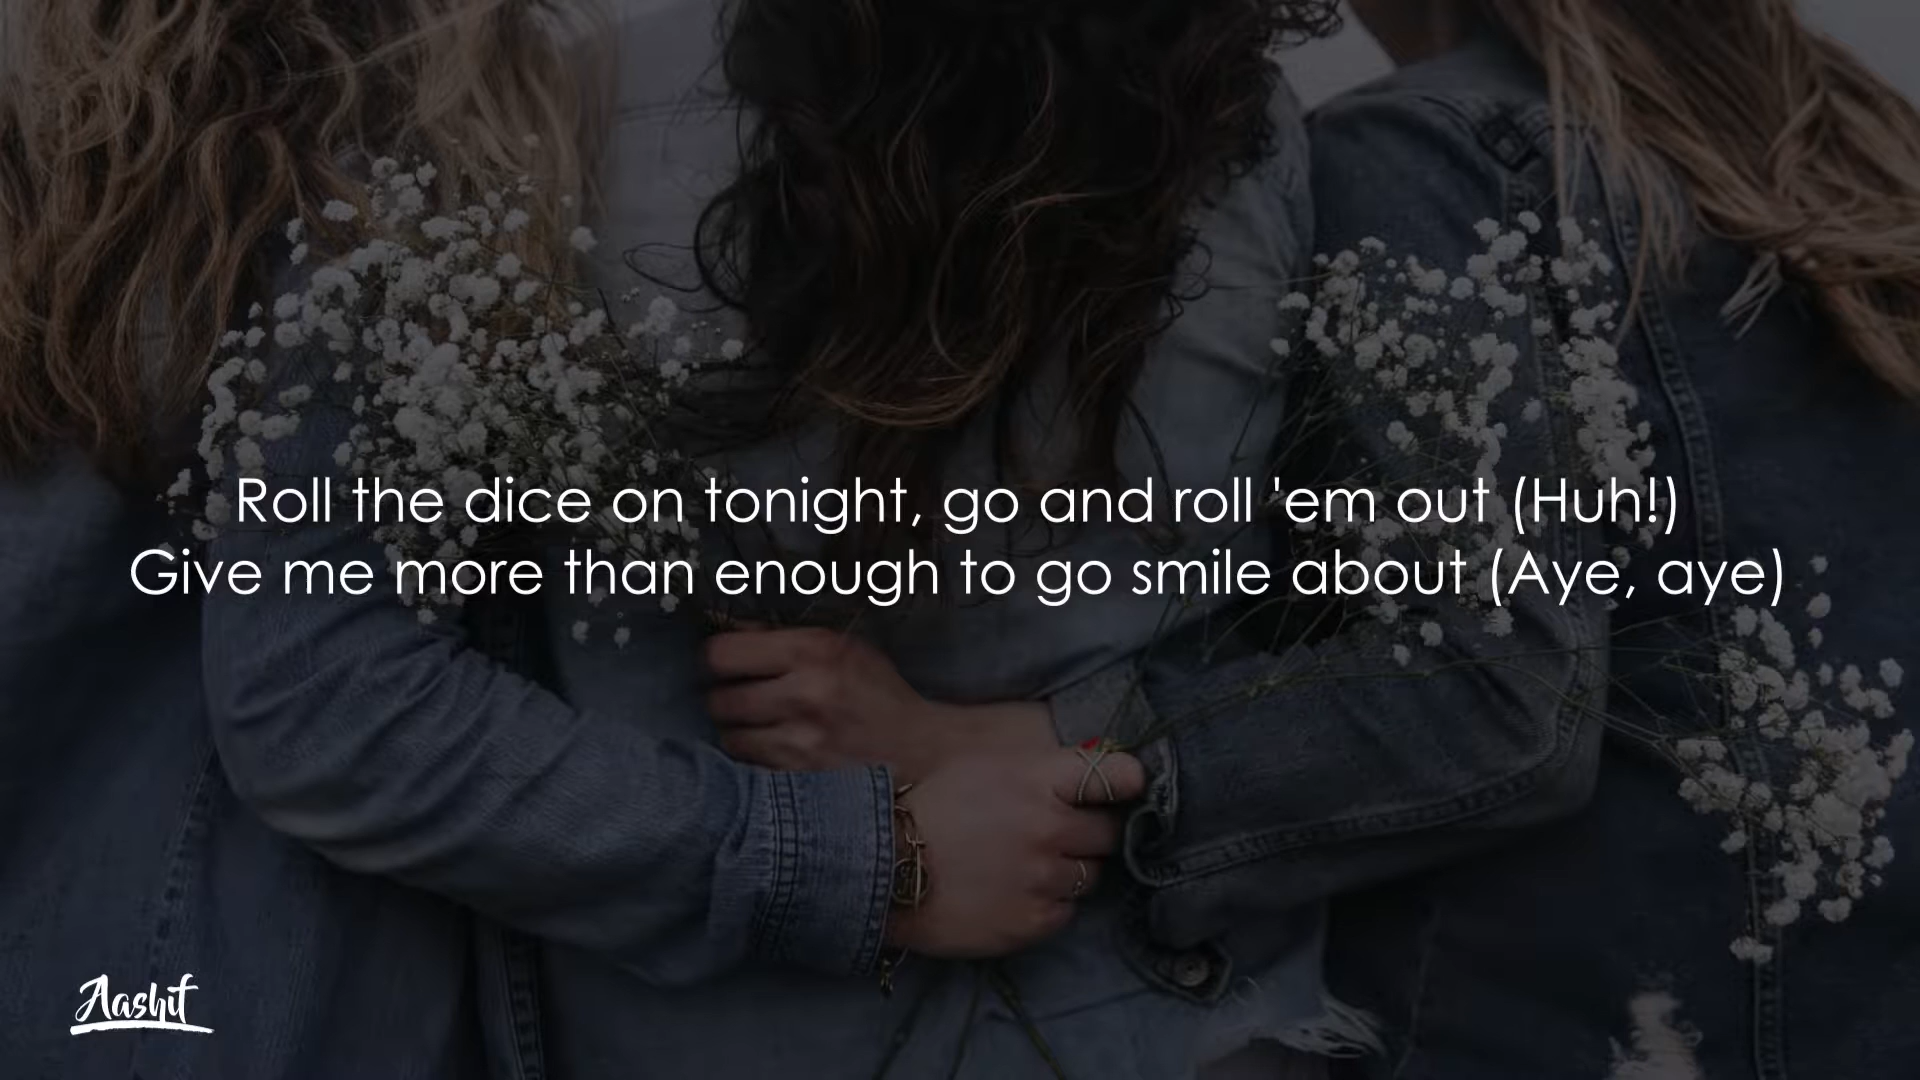 Roll the dice on tonight, go and roll 'em out (Huh!)
Give me more than enough to go smile about (Aye, aye)
Aashif